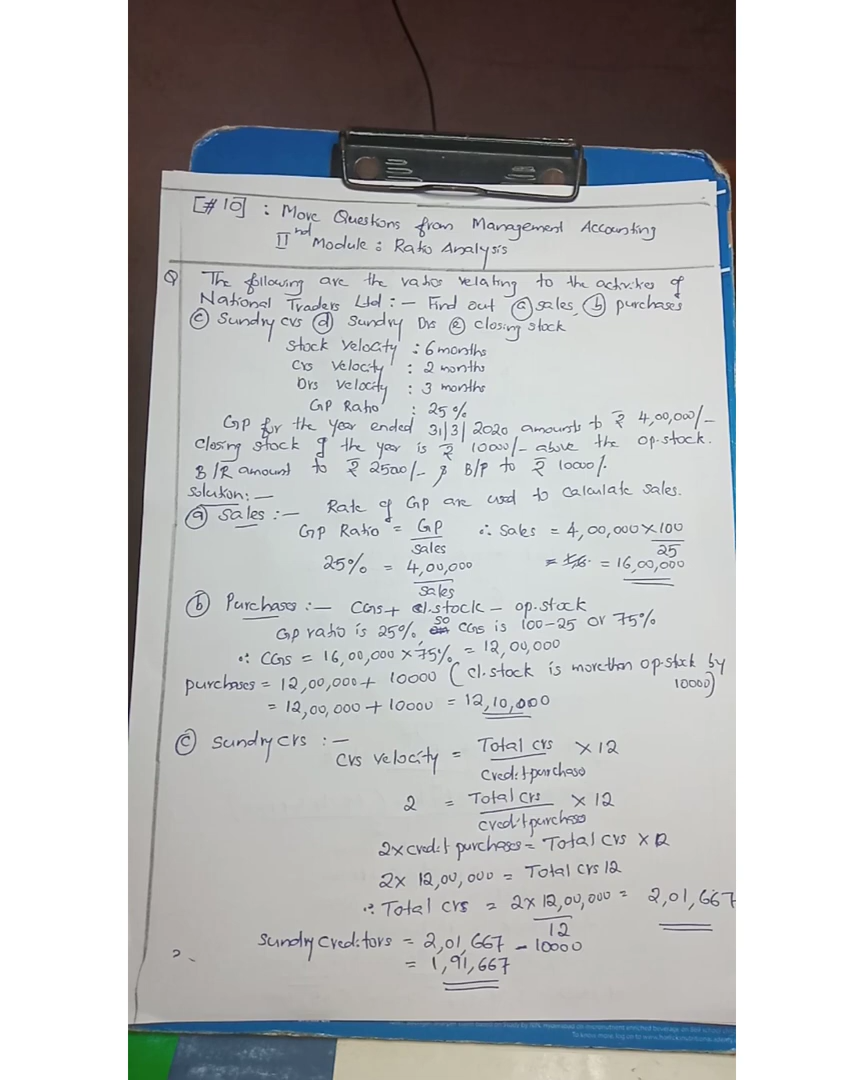 [#10] : More Questions from Management Accounting
IInd Module : Ratio Analysis
Q The following are the ratios relating to the activities of
National Traders Ltd : — Find out (a) sales, (b) purchases
(c) Sundry crs (d) Sundry Drs (e) closing stock
Stock Velocity : 6 months
Crs Velocity : 2 months
Drs Velocity : 3 months
GP Ratio : 25%
GP for the year ended 31/3/2020 amounts to ₹ 4,00,000/-
Closing stock of the year is ₹ 10000/- above the op-stock.
B/R amount to ₹ 2500/- & B/P to ₹ 10000/.
Solution: —
(a) Sales :— Rate of GP are used to calculate sales.
GP Ratio = GP/Sales ∴ Sales = 4,00,000×100/25
25% = 4,00,000/Sales = 16,00,000
(b) Purchases :— CGS+ cl.stock — op.stock
GP ratio is 25%, so CGS is 100-25 or 75%
∴ CGS = 16,00,000 × 75% = 12,00,000
purchases = 12,00,000 + 10000 (cl.stock is more than op-stock by 10000)
= 12,00,000 + 10000 = 12,10,000
(c) Sundry crs :—
Crs velocity = Total crs/Credit purchase × 12
2 = Total crs/credit purchase × 12
2× credit purchases = Total crs × 12
2× 12,00,000 = Total crs 12
∴ Total crs = 2× 12,00,000/12 = 2,01,667
Sundry Creditors = 2,01,667 - 10000
= 1,91,667